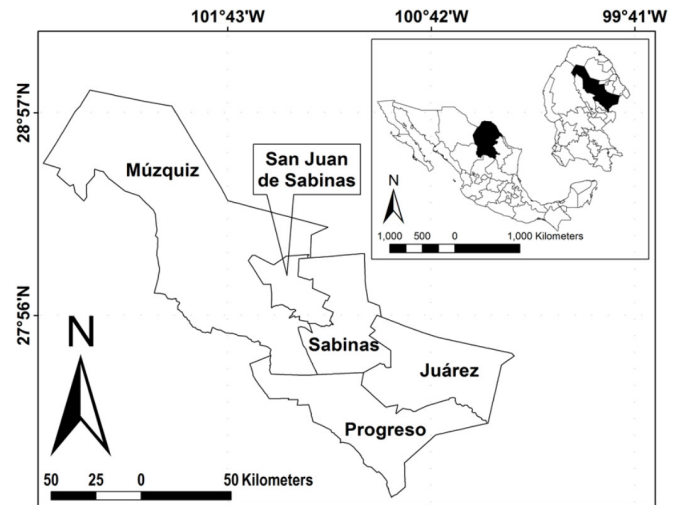 101°43'W 100°42'W 99°41'W
28°57'N
27°56'N
Múzquiz
San Juan
de Sabinas
Sabinas
Juárez
Progreso
N
50 25 0 50 Kilometers
N
1,000 500 0 1,000 Kilometers